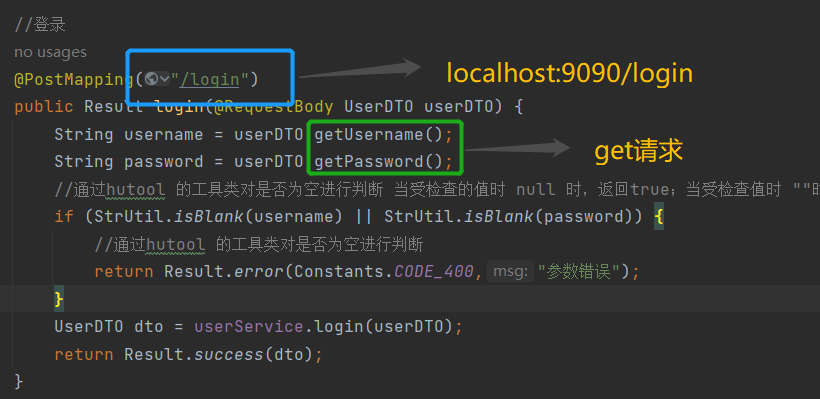 //登录
no usages
@PostMapping("/login")
localhost:9090/login
public Result login(@RequestBody UserDTO userDTO) {
String username = userDTO.getUsername();
String password = userDTO.getPassword();
get请求
//通过hutool 的工具类对是否为空进行判断 当受检查的值时 null 时，返回true；当受检查值时 ""时
if (StrUtil.isBlank(username) || StrUtil.isBlank(password)) {
//通过hutool 的工具类对是否为空进行判断
return Result.error(Constants.CODE_400, msg: "参数错误");
}
UserDTO dto = userService.login(userDTO);
return Result.success(dto);
}